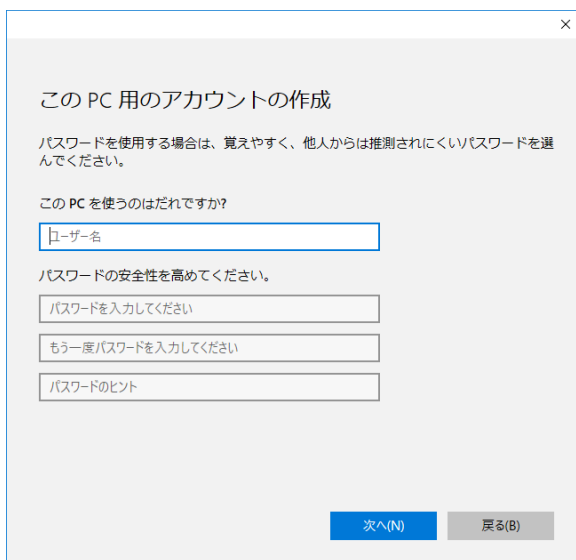 この PC 用のアカウントの作成
パスワードを使用する場合は、覚えやすく、他人からは推測されにくいパスワードを選
んでください。
この PC を使うのはだれですか?
ユーザー名
パスワードの安全性を高めてください。
パスワードを入力してください
もう一度パスワードを入力してください
パスワードのヒント
次へ(N)
戻る(B)